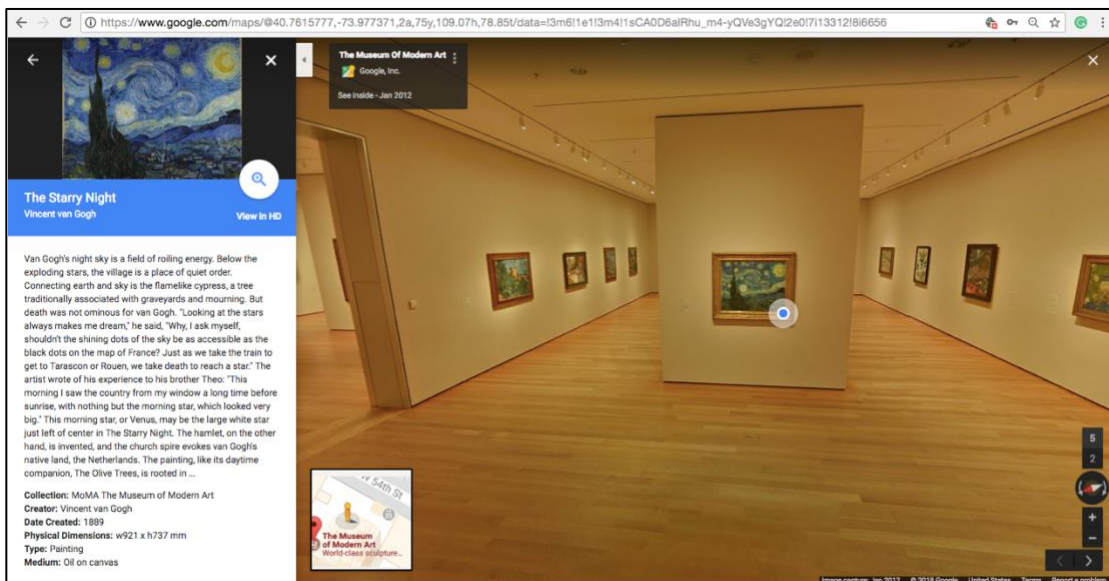 https://www.google.com/maps/@40.7615777,-73.977371,2a,75y,109.07h,78.85t/data=!3m6!1e1!3m4!1sCAoD6aIRhu_m4-yQVe3gYQ!2e0!7i13312!8i6656
The Starry Night
Vincent van Gogh
View in HD
Van Gogh's night sky is a field of roiling energy. Below the
exploding stars, the village is a place of quiet order.
Connecting earth and sky is the flamelike cypress, a tree
traditionally associated with graveyards and mourning. But
death was not ominous for van Gogh. "Looking at the stars
always makes me dream," he said, "Why, I ask myself,
shouldn't the shining dots of the sky be as accessible as the
black dots on the map of France? Just as we take the train to
get to Tarascon or Rouen, we take death to reach a star." The
artist wrote of his experience to his brother Theo: "This
morning I saw the country from my window a long time before
sunrise, with nothing but the morning star, which looked very
big." This morning star, or Venus, may be the large white star
just left of center in The Starry Night. The hamlet, on the other
hand, is invented, and the church spire evokes van Gogh's
native land, the Netherlands. The painting, like its daytime
companion, The Olive Trees, is rooted in ...
Collection: MoMA The Museum of Modern Art
Creator: Vincent van Gogh
Date Created: 1889
Physical Dimensions: w921 x h737 mm
Type: Painting
Medium: Oil on canvas
The Museum Of Modern Art
Google, Inc.
See inside - Jan 2012
W 54th St
The Museum
of Modern Art
World-class sculpture...
5
2
Image capture: Jan 2012 © 2018 Google United States Terms Report a problem